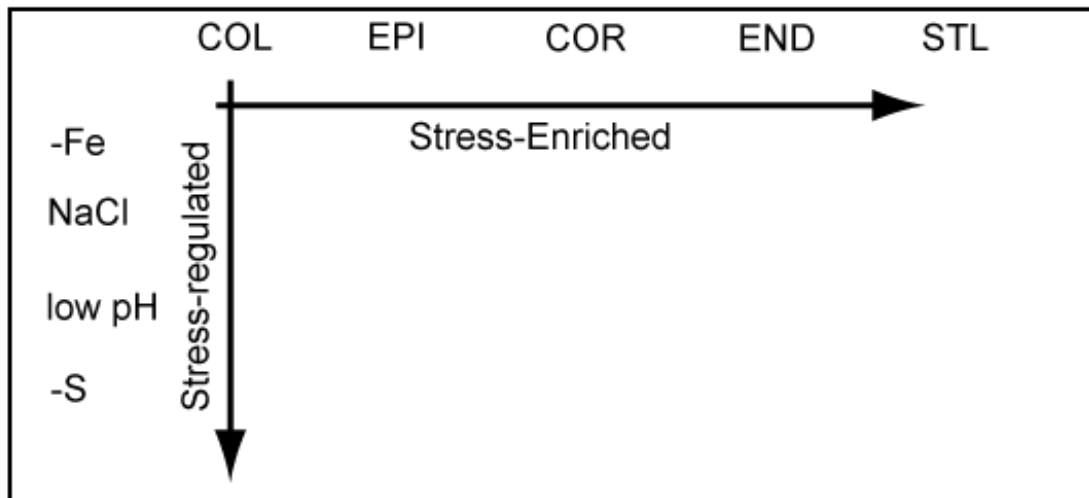 COL EPI COR END STL
Stress-Enriched
-Fe
NaCl
low pH
-S
Stress-regulated